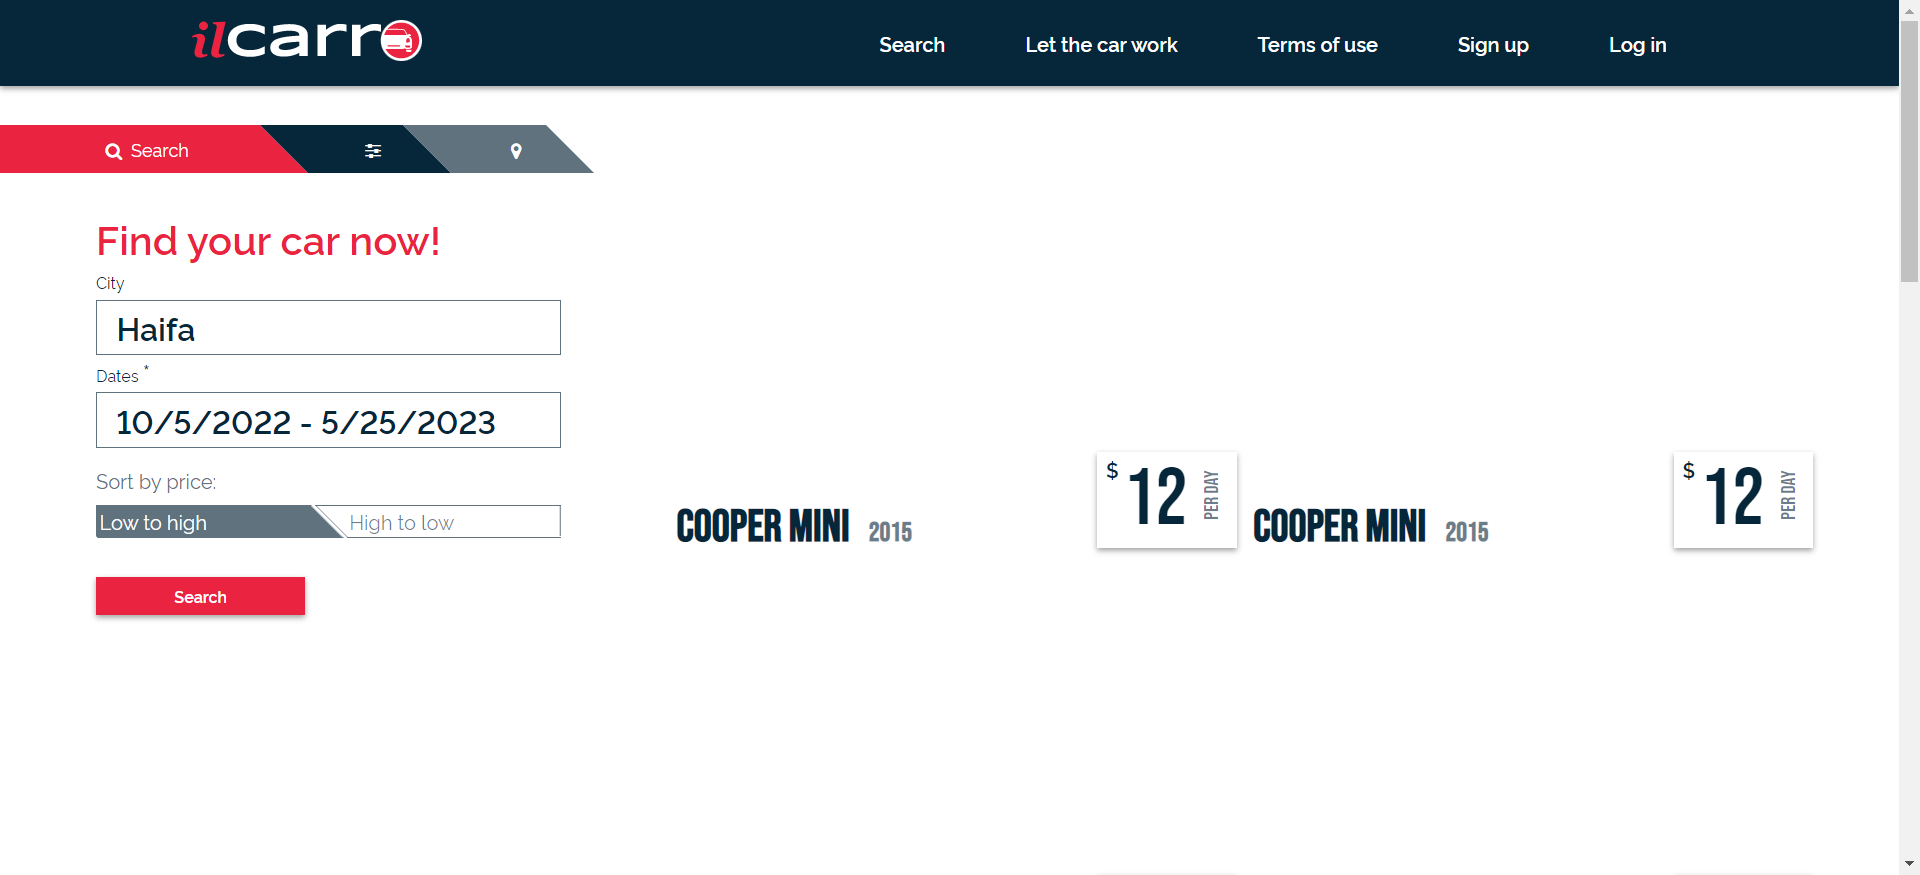 ilcarro
Search
Let the car work
Terms of use
Sign up
Log in
Search
Find your car now!
City
Haifa
Dates *
10/5/2022 - 5/25/2023
Sort by price:
Low to high
High to low
Search
COOPER MINI 2015
$ 12 PER DAY
COOPER MINI 2015
$ 12 PER DAY